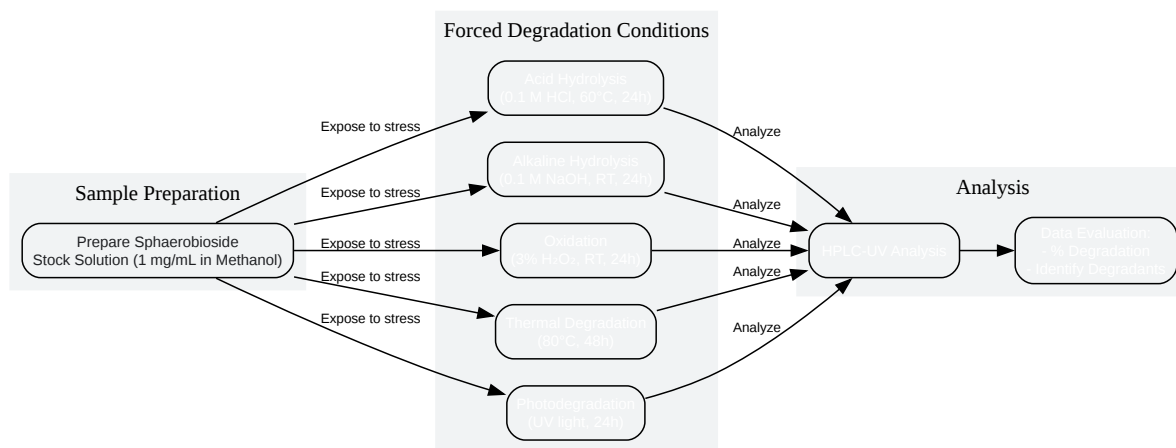 Forced Degradation Conditions
Acid Hydrolysis
(0.1 M HCl, 60°C, 24h)
Expose to stress
Analyze
Alkaline Hydrolysis
(0.1 M NaOH, RT, 24h)
Sample Preparation
Expose to stress
Analyze
Analysis
Prepare Sphaerobioside
Stock Solution (1 mg/mL in Methanol)
Expose to stress
Oxidation
(3% H₂O₂, RT, 24h)
Analyze
HPLC-UV Analysis
Data Evaluation:
- % Degradation
- Identify Degradants
Expose to stress
Analyze
Thermal Degradation
(80°C, 48h)
Expose to stress
Analyze
Photodegradation
(UV light, 24h)